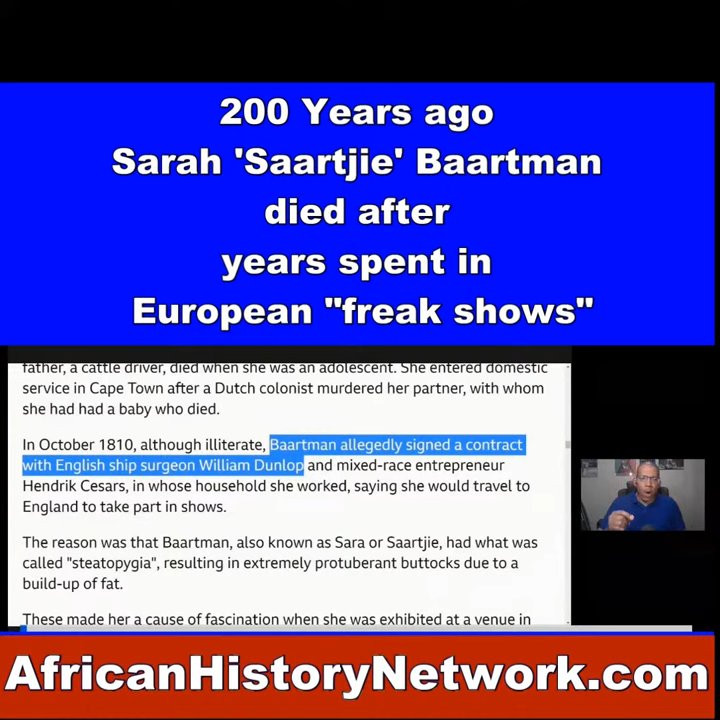 200 Years ago
Sarah 'Saartjie' Baartman
died after
years spent in
European "freak shows"
father, a cattle driver, died when she was an adolescent. She entered domestic
service in Cape Town after a Dutch colonist murdered her partner, with whom
she had had a baby who died.
In October 1810, although illiterate, Baartman allegedly signed a contract
with English ship surgeon William Dunlop and mixed-race entrepreneur
Hendrik Cesars, in whose household she worked, saying she would travel to
England to take part in shows.
The reason was that Baartman, also known as Sara or Saartjie, had what was
called "steatopygia", resulting in extremely protuberant buttocks due to a
build-up of fat.
These made her a cause of fascination when she was exhibited at a venue in
AfricanHistoryNetwork.com